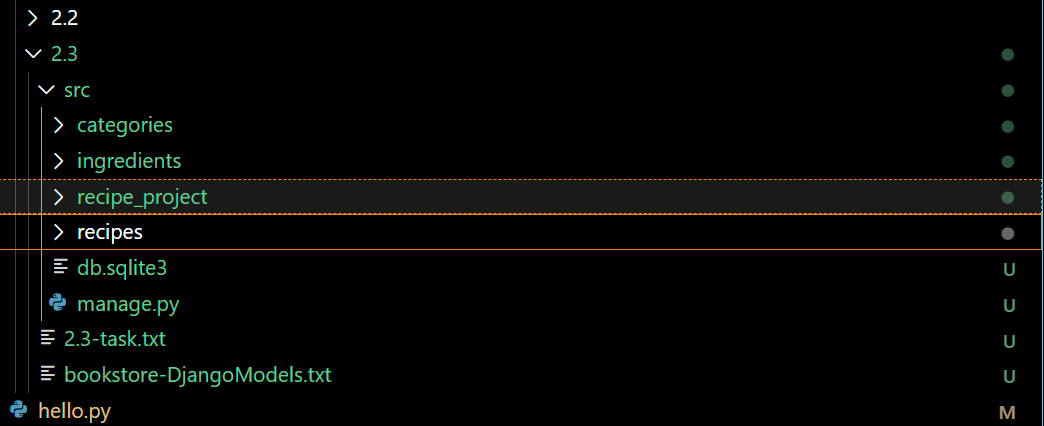 2.2
2.3
src
categories
ingredients
recipe_project
recipes
db.sqlite3 U
manage.py U
2.3-task.txt U
bookstore-DjangoModels.txt U
hello.py M